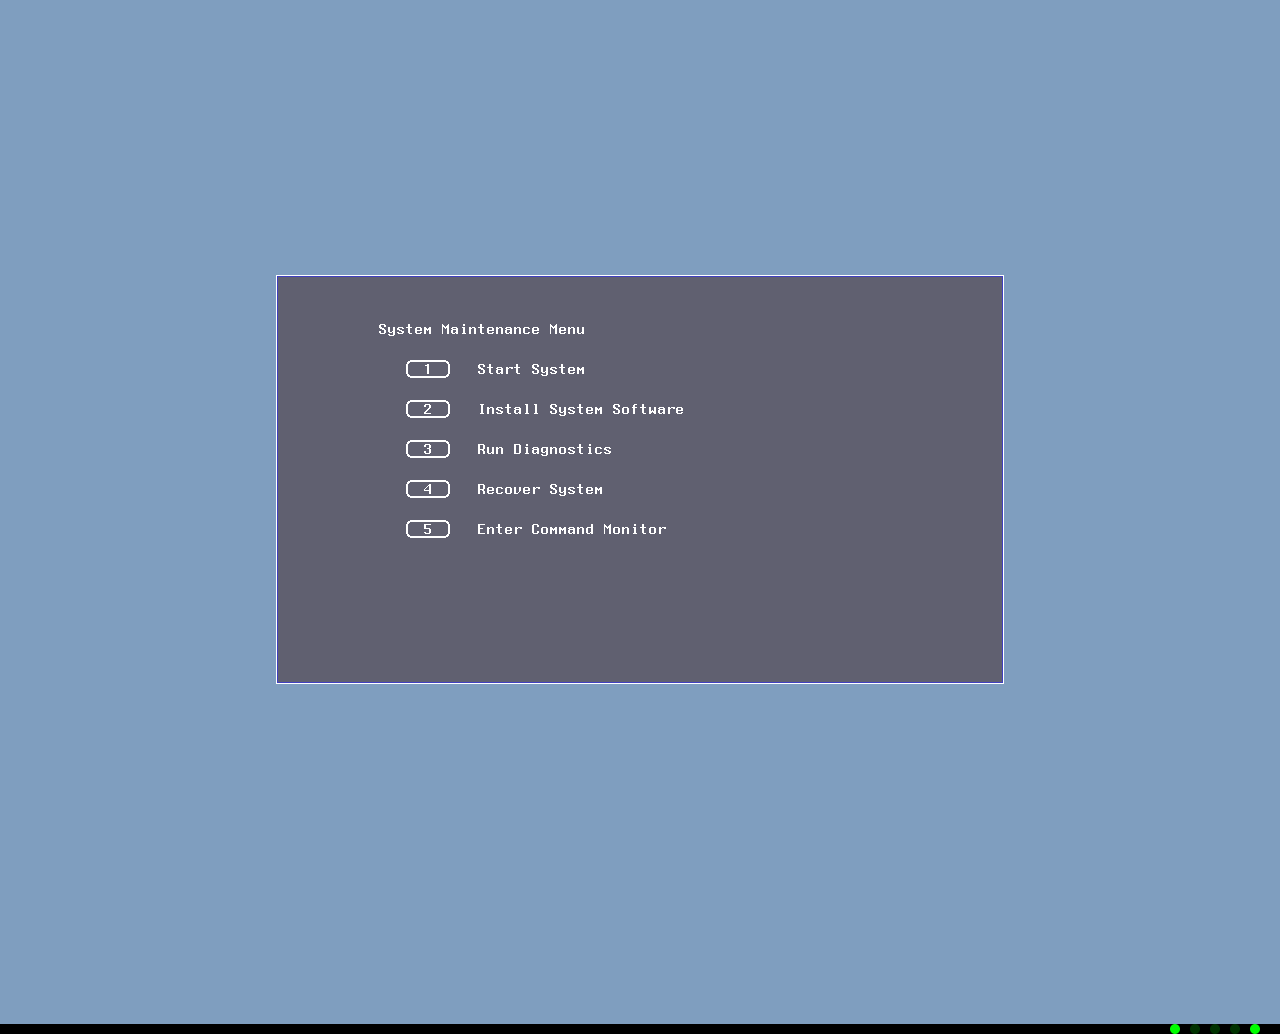 System Maintenance Menu
1 Start System
2 Install System Software
3 Run Diagnostics
4 Recover System
5 Enter Command Monitor